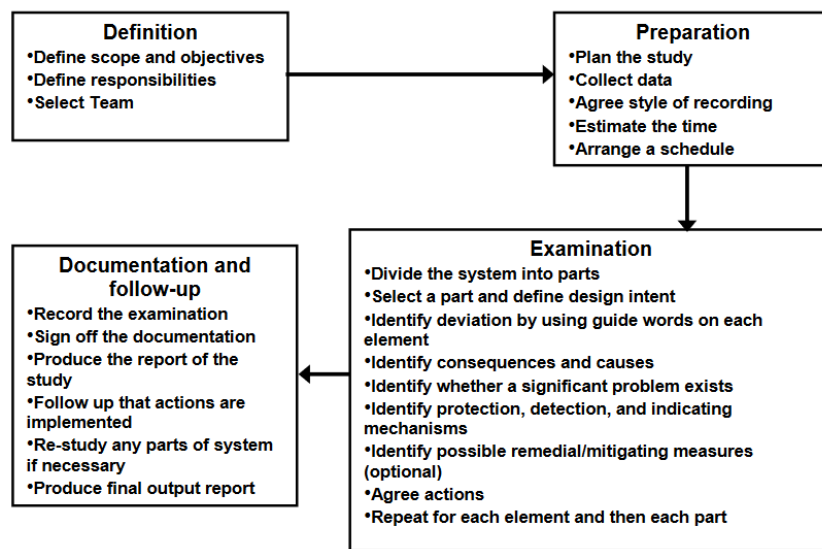 Definition
•Define scope and objectives
•Define responsibilities
•Select Team
Preparation
•Plan the study
•Collect data
•Agree style of recording
•Estimate the time
•Arrange a schedule
Examination
•Divide the system into parts
•Select a part and define design intent
•Identify deviation by using guide words on each
element
•Identify consequences and causes
•Identify whether a significant problem exists
•Identify protection, detection, and indicating
mechanisms
•Identify possible remedial/mitigating measures
(optional)
•Agree actions
•Repeat for each element and then each part
Documentation and
follow-up
•Record the examination
•Sign off the documentation
•Produce the report of the
study
•Follow up that actions are
implemented
•Re-study any parts of system
if necessary
•Produce final output report